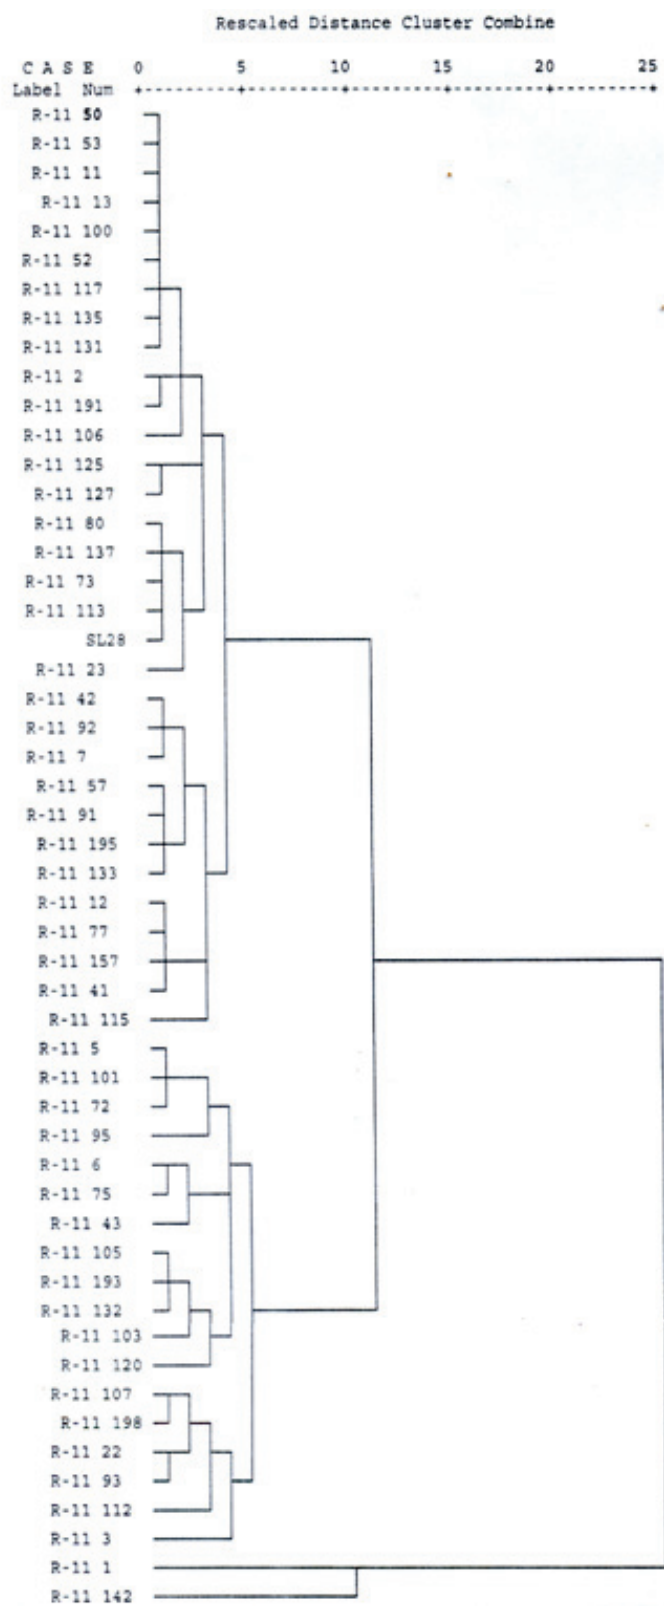 Rescaled Distance Cluster Combine
C A S E 0 5 10 15 20 25
Label Num
R-11 50
R-11 53
R-11 11
R-11 13
R-11 100
R-11 52
R-11 117
R-11 135
R-11 131
R-11 2
R-11 191
R-11 106
R-11 125
R-11 127
R-11 80
R-11 137
R-11 73
R-11 113
SL28
R-11 23
R-11 42
R-11 92
R-11 7
R-11 57
R-11 91
R-11 195
R-11 133
R-11 12
R-11 77
R-11 157
R-11 41
R-11 115
R-11 5
R-11 101
R-11 72
R-11 95
R-11 6
R-11 75
R-11 43
R-11 105
R-11 193
R-11 132
R-11 103
R-11 120
R-11 107
R-11 198
R-11 22
R-11 93
R-11 112
R-11 3
R-11 1
R-11 142